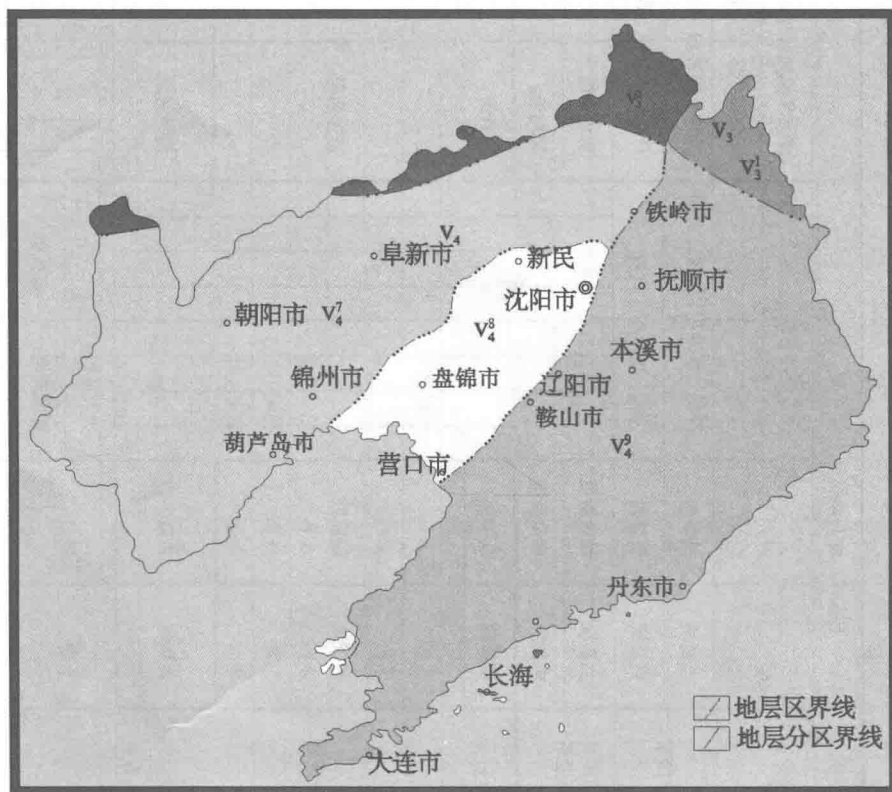 V₃
V₃¹
铁岭市
V₄
阜新市
新民
抚顺市
沈阳市
朝阳市
V₄⁷
V₄⁸
本溪市
锦州市
盘锦市
辽阳市
鞍山市
葫芦岛市
V₄⁹
营口市
丹东市
长海
地层区界线
地层分区界线
大连市